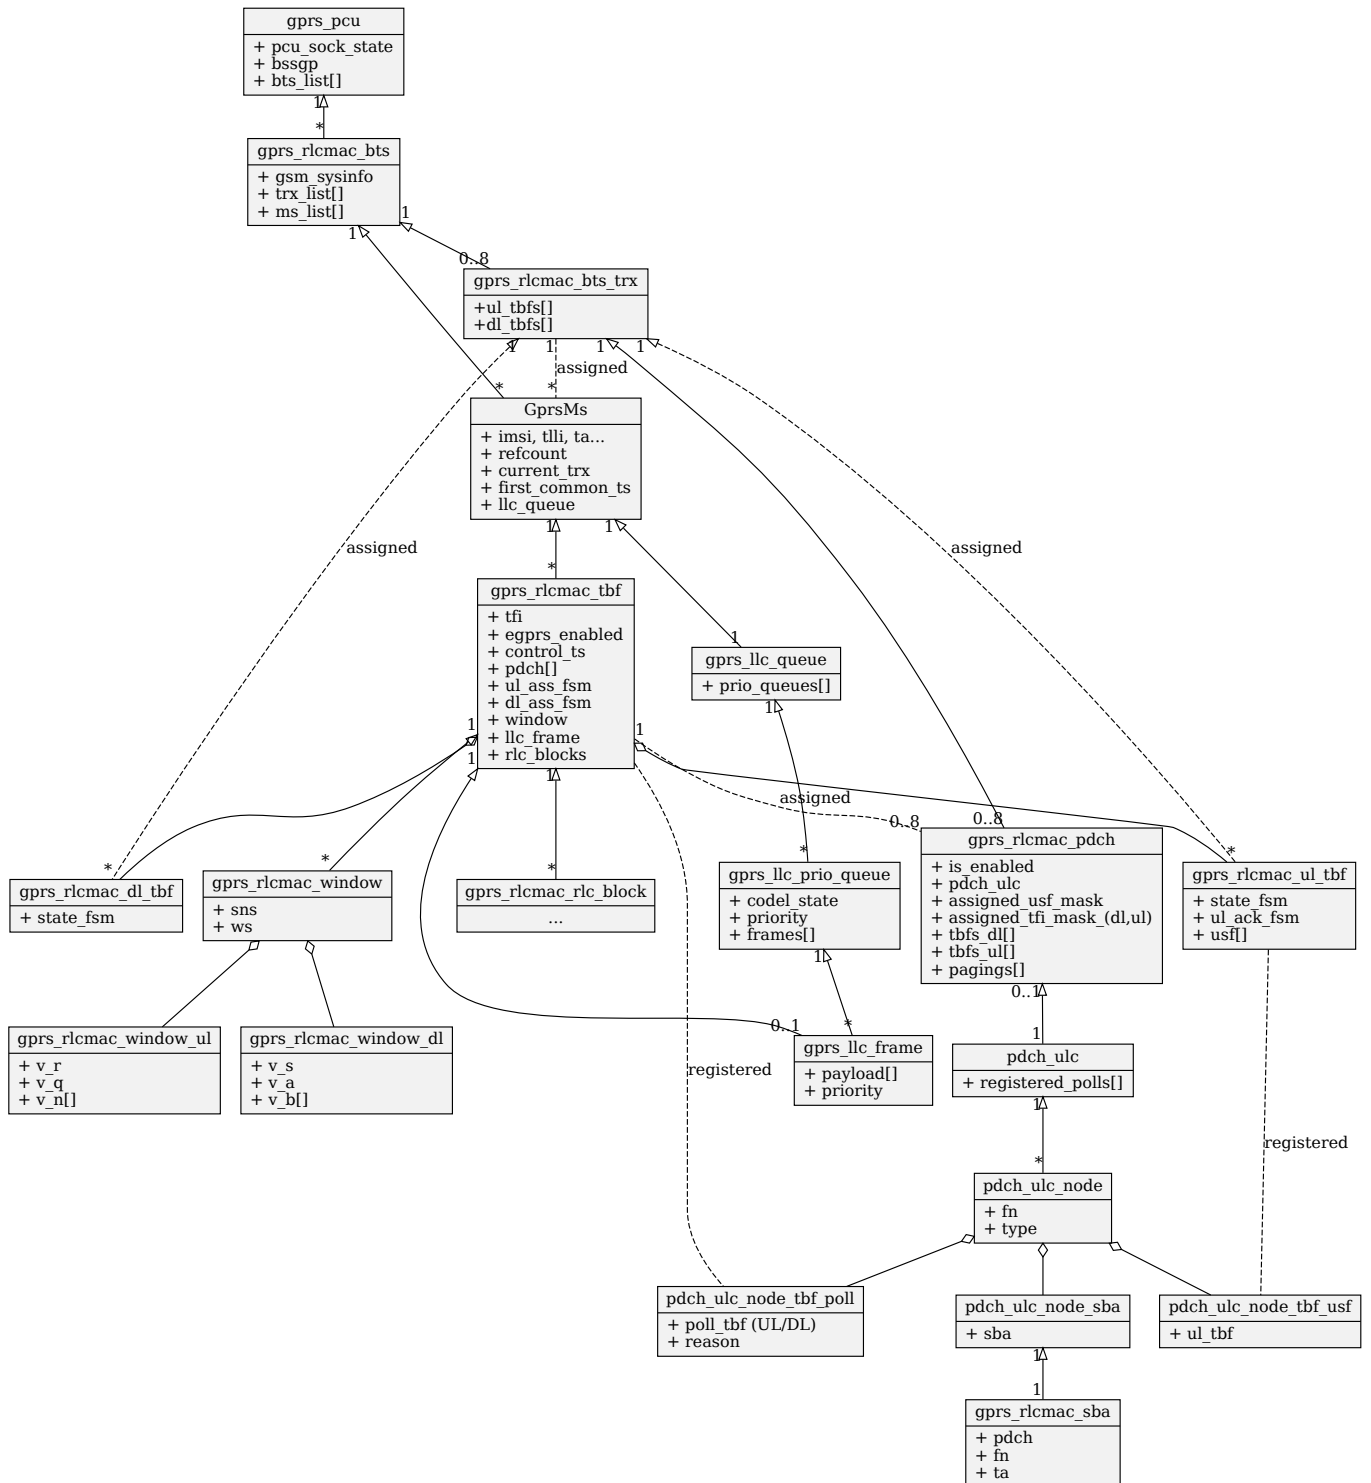 gprs_pcu
+ pcu_sock_state
+ bssgp
+ bts_list[]
1
*
gprs_rlcmac_bts
+ gsm_sysinfo
+ trx_list[]
+ ms_list[]
1
1
0..8
gprs_rlcmac_bts_trx
+ul_tbfs[]
+dl_tbfs[]
1
1
1
1
assigned
*
*
GprsMs
+ imsi, tlli, ta...
+ refcount
+ current_trx
+ first_common_ts
+ llc_queue
1
1
assigned
assigned
*
gprs_rlcmac_tbf
+ tfi
+ egprs_enabled
+ control_ts
+ pdch[]
+ ul_ass_fsm
+ dl_ass_fsm
+ window
+ llc_frame
+ rlc_blocks
1
gprs_llc_queue
+ prio_queues[]
1
1
1
1
1
assigned
0..8
0..8
*
*
*
*
*
gprs_rlcmac_dl_tbf
+ state_fsm
gprs_rlcmac_window
+ sns
+ ws
gprs_rlcmac_rlc_block
...
gprs_llc_prio_queue
+ codel_state
+ priority
+ frames[]
gprs_rlcmac_pdch
+ is_enabled
+ pdch_ulc
+ assigned_usf_mask
+ assigned_tfi_mask_(dl,ul)
+ tbfs_dl[]
+ tbfs_ul[]
+ pagings[]
gprs_rlcmac_ul_tbf
+ state_fsm
+ ul_ack_fsm
+ usf[]
1
0..1
gprs_rlcmac_window_ul
+ v_r
+ v_q
+ v_n[]
gprs_rlcmac_window_dl
+ v_s
+ v_a
+ v_b[]
0..1
*
gprs_llc_frame
+ payload[]
+ priority
1
pdch_ulc
+ registered_polls[]
1
registered
registered
*
pdch_ulc_node
+ fn
+ type
pdch_ulc_node_tbf_poll
+ poll_tbf (UL/DL)
+ reason
pdch_ulc_node_sba
+ sba
pdch_ulc_node_tbf_usf
+ ul_tbf
1
1
gprs_rlcmac_sba
+ pdch
+ fn
+ ta